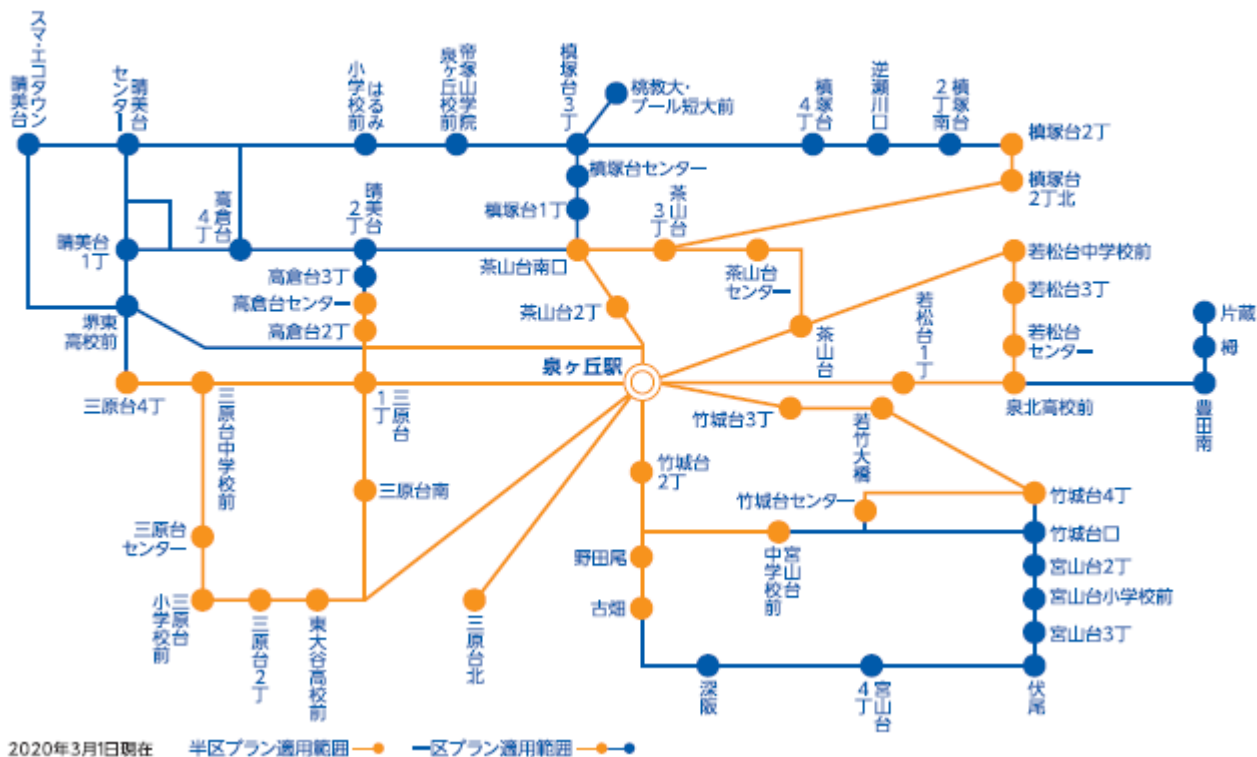 スマ・エコタウン
晴美台
晴美台
センター
はるみ
小学校前
帝塚山学院
泉ヶ丘校前
槙塚台
3丁
桃教大・
プール短大前
槙塚台
4丁
逆瀬川口
槙塚台
2丁南
槙塚台2丁
槙塚台
2丁北
槙塚台センター
槙塚台1丁
茶山台
3丁
高倉台
4丁
晴美台
2丁
晴美台
1丁
高倉台3丁
茶山台南口
茶山台
センター
若松台中学校前
高倉台センター
茶山台2丁
若松台3丁
片蔵
堺東
高校前
高倉台2丁
茶山台
若松台
1丁
若松台
センター
栂
泉ヶ丘駅
三原台4丁
三原台中学校前
三原台
1丁
竹城台3丁
若竹大橋
泉北高校前
豊田南
竹城台
2丁
三原台南
竹城台センター
竹城台4丁
三原台
センター
竹城台口
野田尾
宮山台
中学校前
宮山台2丁
古畑
宮山台小学校前
三原台
小学校前
三原台2丁
東大谷高校前
三原台北
宮山台3丁
深阪
宮山台
4丁
伏尾
2020年3月1日現在
半区プラン適用範囲
一区プラン適用範囲